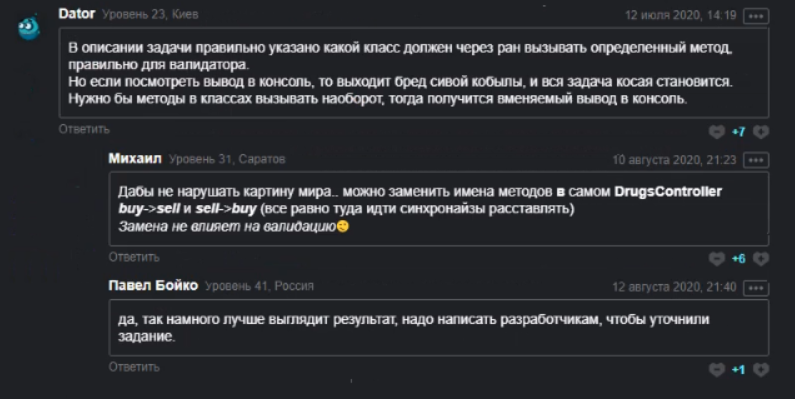 Dator Уровень 23, Киев 12 июля 2020, 14:19
В описании задачи правильно указано какой класс должен через ран вызывать определенный метод,
правильно для валидатора.
Но если посмотреть вывод в консоль, то выходит бред сивой кобылы, и вся задача косая становится.
Нужно бы методы в классах вызывать наоборот, тогда получится вменяемый вывод в консоль.
Ответить +7
Михаил Уровень 31, Саратов 10 августа 2020, 21:23
Дабы не нарушать картину мира.. можно заменить имена методов в самом DrugsController
buy->sell и sell->buy (все равно туда идти синхронайзы расставлять)
Замена не влияет на валидацию
Ответить +6
Павел Бойко Уровень 41, Россия 12 августа 2020, 21:40
да, так намного лучше выглядит результат, надо написать разработчикам, чтобы уточнили
задание.
Ответить +1